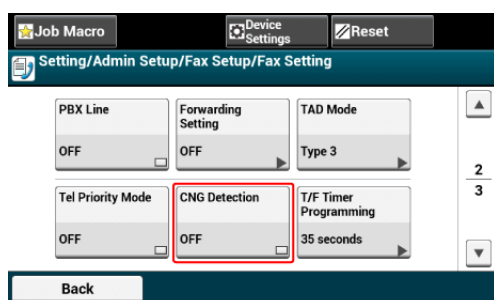 Job Macro
Device
Settings
Reset
Setting/Admin Setup/Fax Setup/Fax Setting
PBX Line
OFF
Forwarding
Setting
OFF
TAD Mode
Type 3
2
3
Tel Priority Mode
OFF
CNG Detection
OFF
T/F Timer
Programming
35 seconds
Back